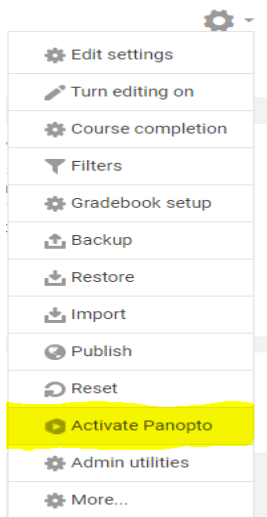 Edit settings
Turn editing on
Course completion
Filters
Gradebook setup
Backup
Restore
Import
Publish
Reset
Activate Panopto
Admin utilities
More...